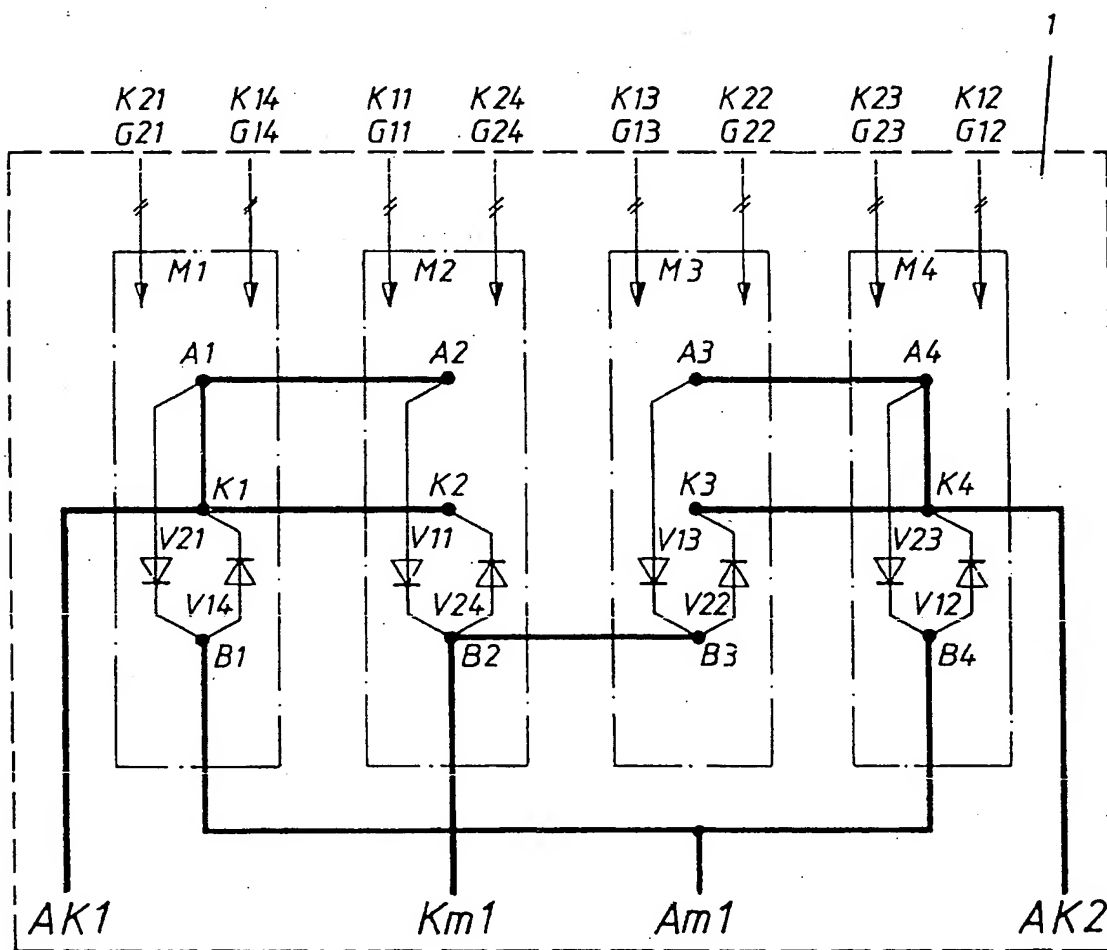 1
K21 K14 K11 K24 K13 K22 K23 K12
G21 G14 G11 G24 G13 G22 G23 G12
M1 M2 M3 M4
A1 A2 A3 A4
K1 K2 K3 K4
V21 V11 V13 V23
V14 V24 V22 V12
B1 B2 B3 B4
AK1 Km1 Am1 AK2